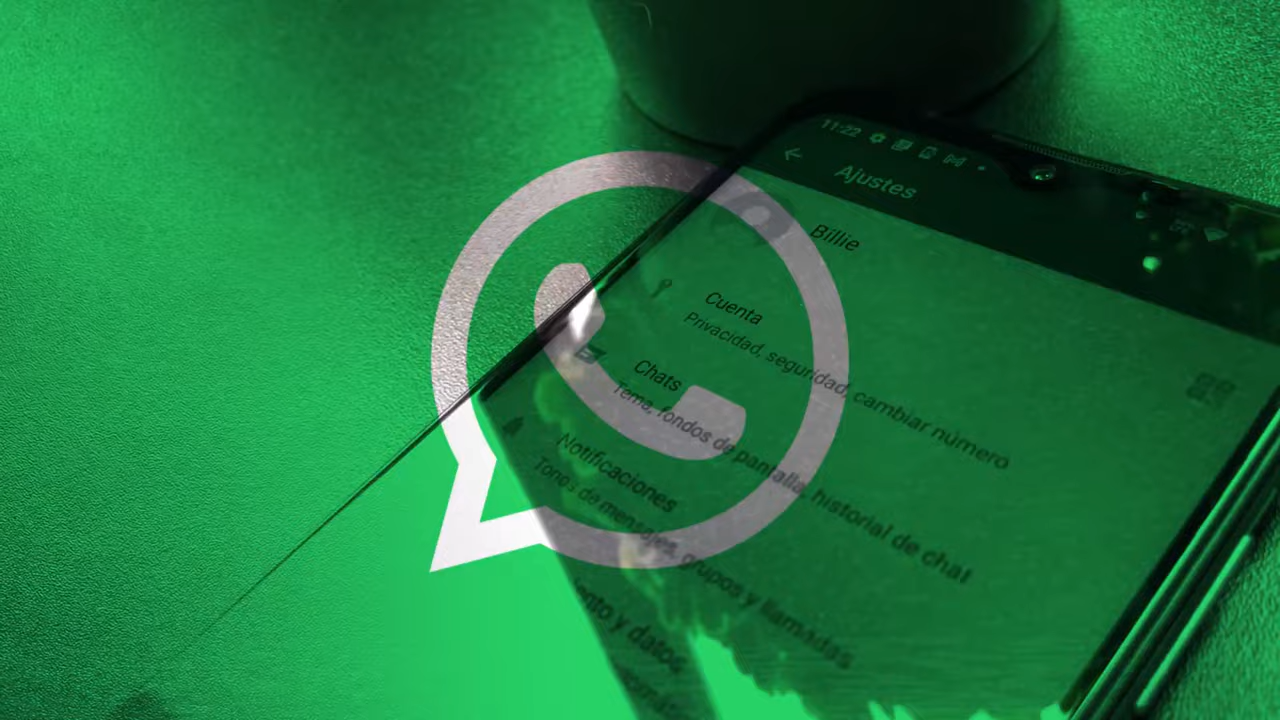 11:22
Ajustes
Billie
Cuenta
Privacidad, seguridad, cambiar número
Chats
Tema, fondos de pantalla, historial de chat
Notificaciones
Tonos de mensajes, grupos y llamadas
y datos